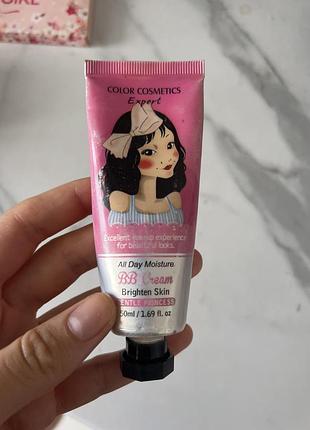 GIRL
COLOR COSMETICS
Expert
Excellent makeup experience
for beautiful looks.
All Day Moisture
BB Cream
Brighten Skin
GENTLE PRINCESS
50ml / 1.69 fl. oz